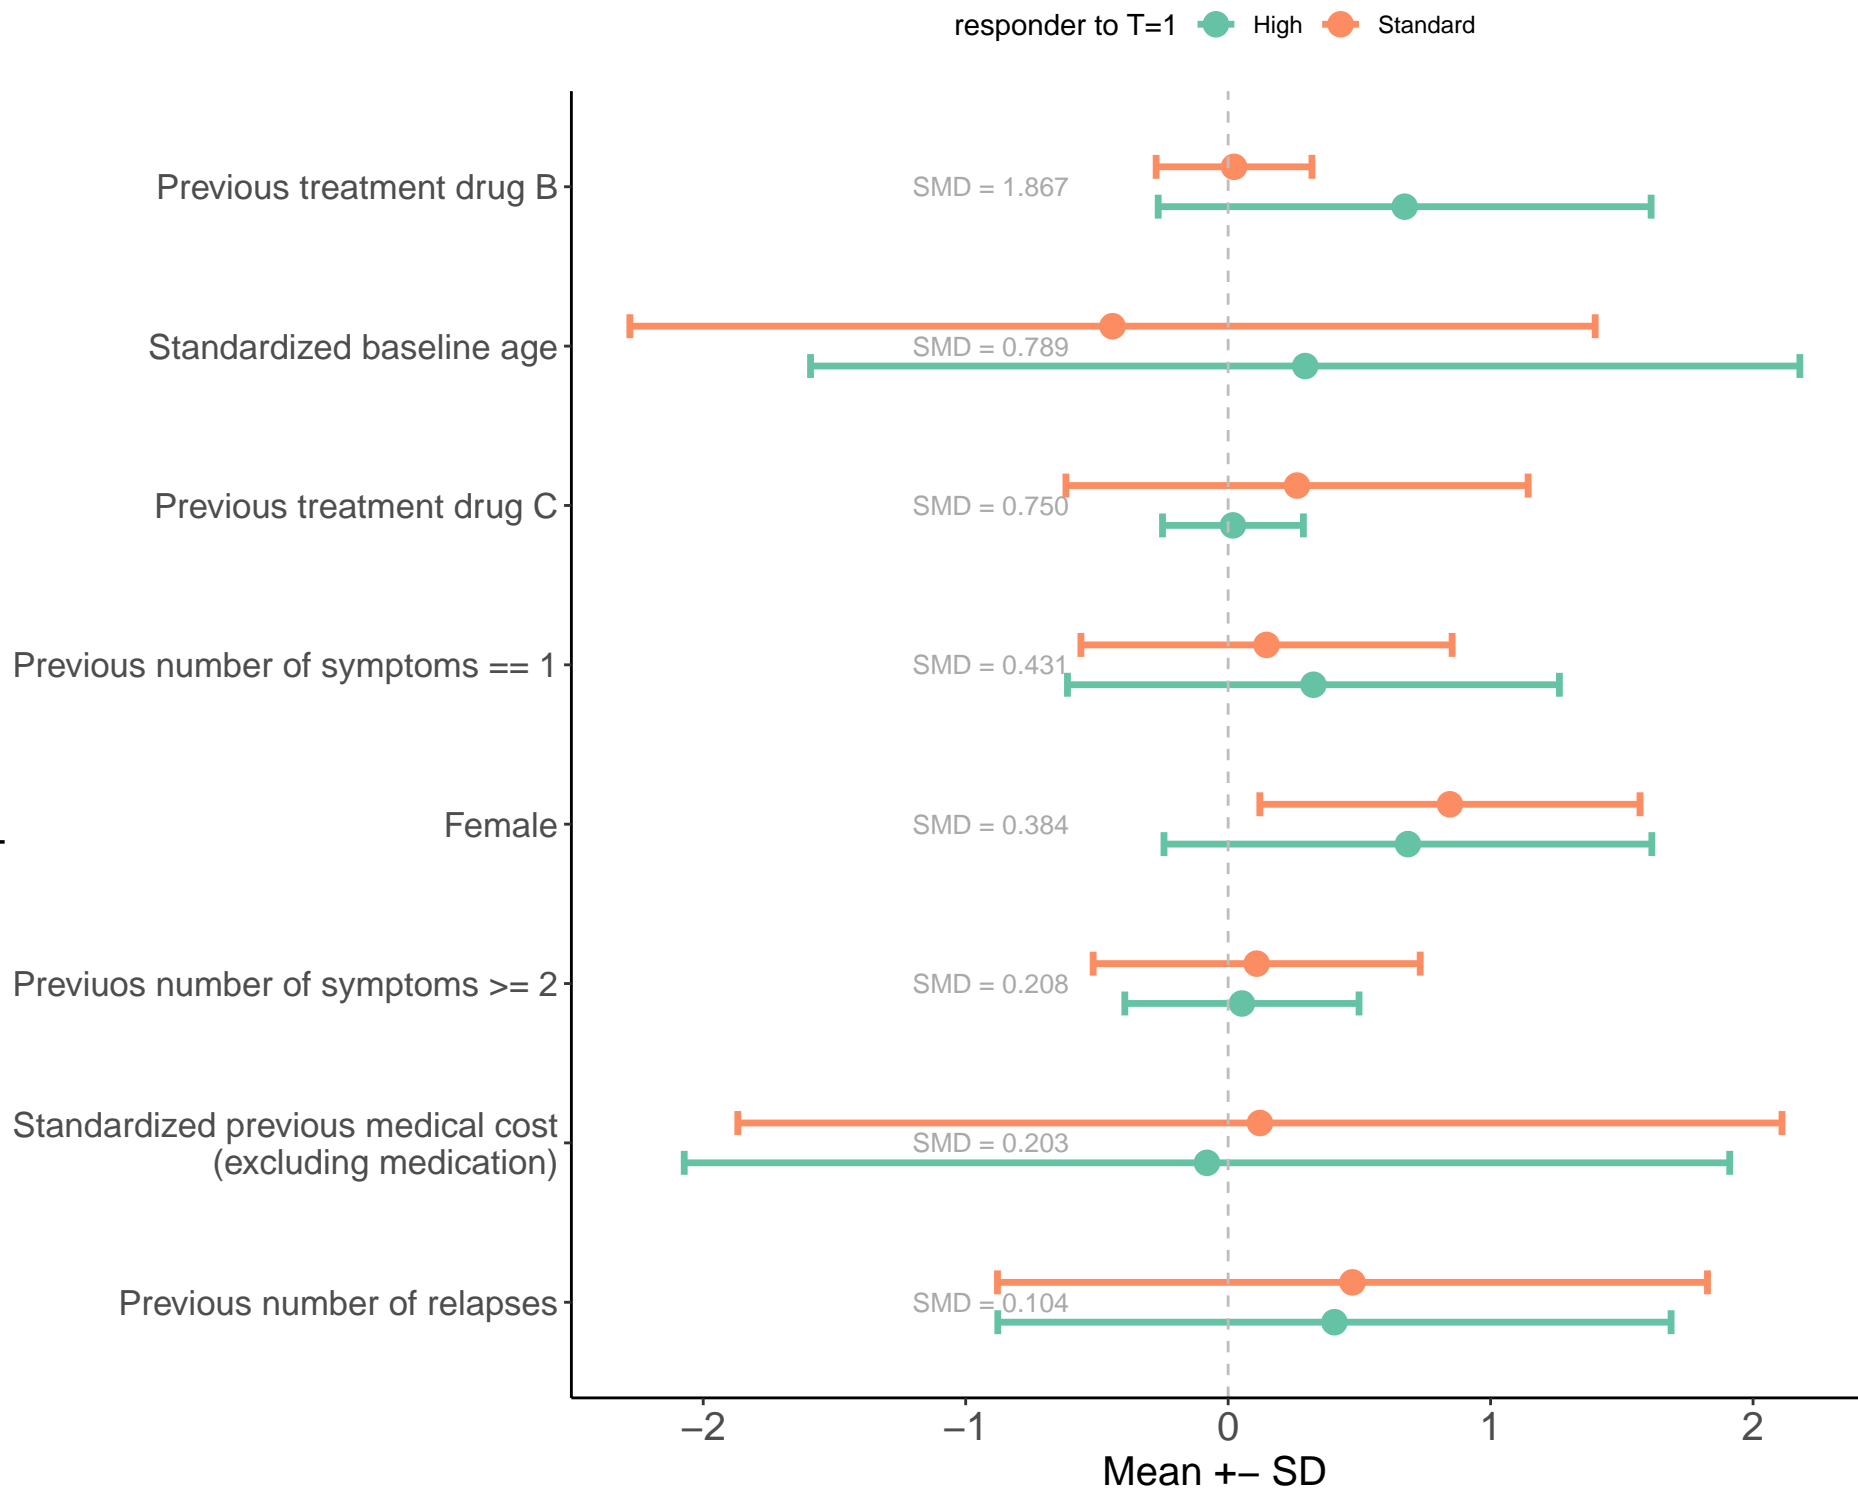 responder to T=1 High Standard
Previous treatment drug B SMD = 1.867
Standardized baseline age SMD = 0.789
Previous treatment drug C SMD = 0.750
Previous number of symptoms == 1 SMD = 0.431
Female SMD = 0.384
Previuos number of symptoms >= 2 SMD = 0.208
Standardized previous medical cost
(excluding medication) SMD = 0.203
Previous number of relapses SMD = 0.104
−2 −1 0 1 2
Mean +− SD